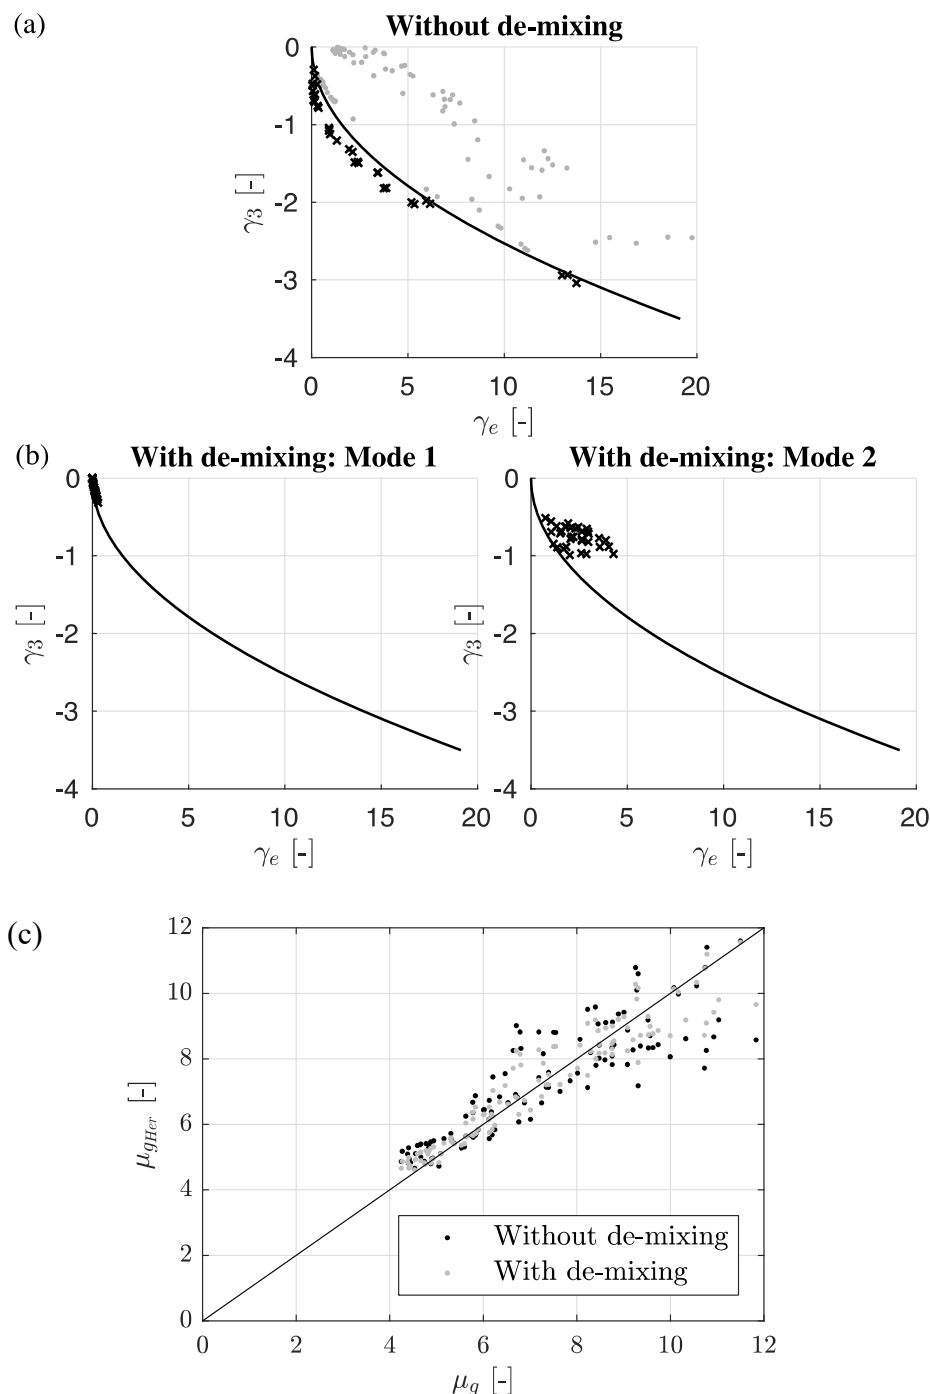 (a)
Without de-mixing
0
-1
-2
-3
-4
γ3 [-]
0 5 10 15 20
γe [-]
(b)
With de-mixing: Mode 1
0
-1
-2
-3
-4
γ3 [-]
0 5 10 15 20
γe [-]
With de-mixing: Mode 2
0
-1
-2
-3
-4
γ3 [-]
0 5 10 15 20
γe [-]
(c)
12
10
8
6
4
2
0
μgHer [-]
Without de-mixing
With de-mixing
0 2 4 6 8 10 12
μg [-]